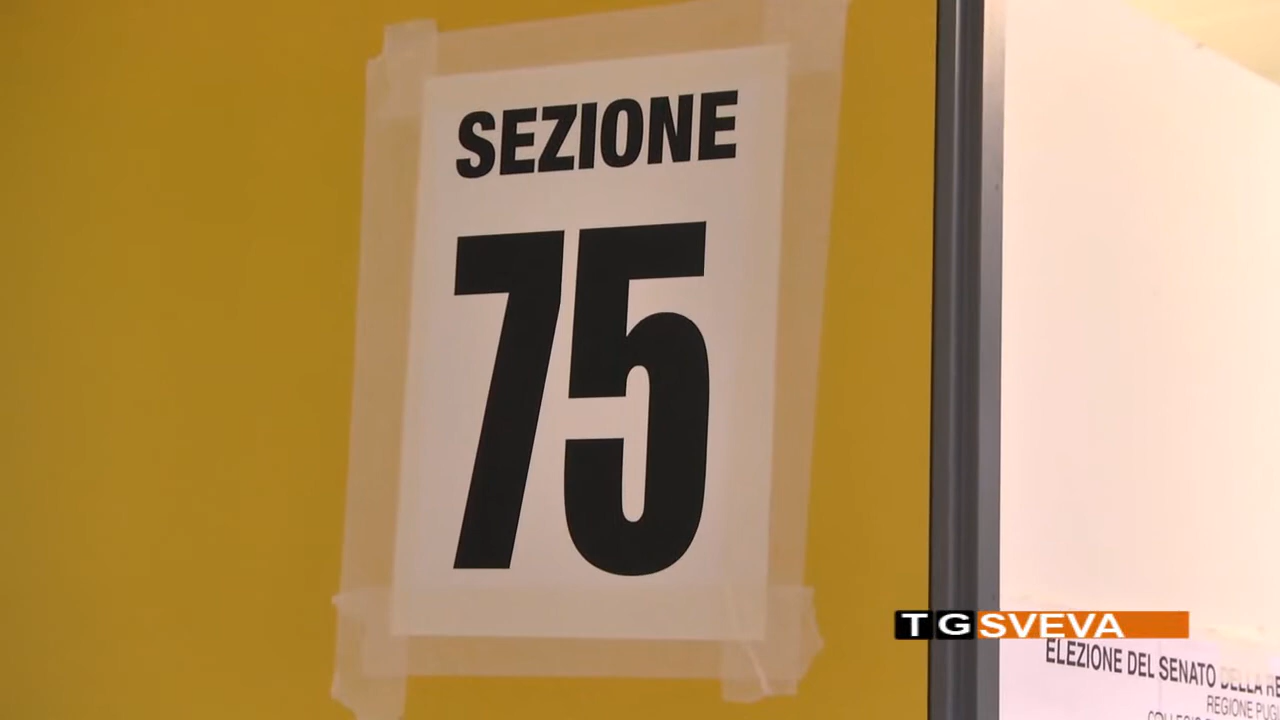 SEZIONE
75
TGSVEVA
ELEZIONE DEL SENATO DELLA
REGIONE